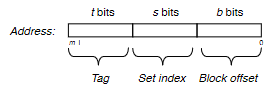 t bits s bits b bits
Address:
m-1 0
Tag Set index Block offset